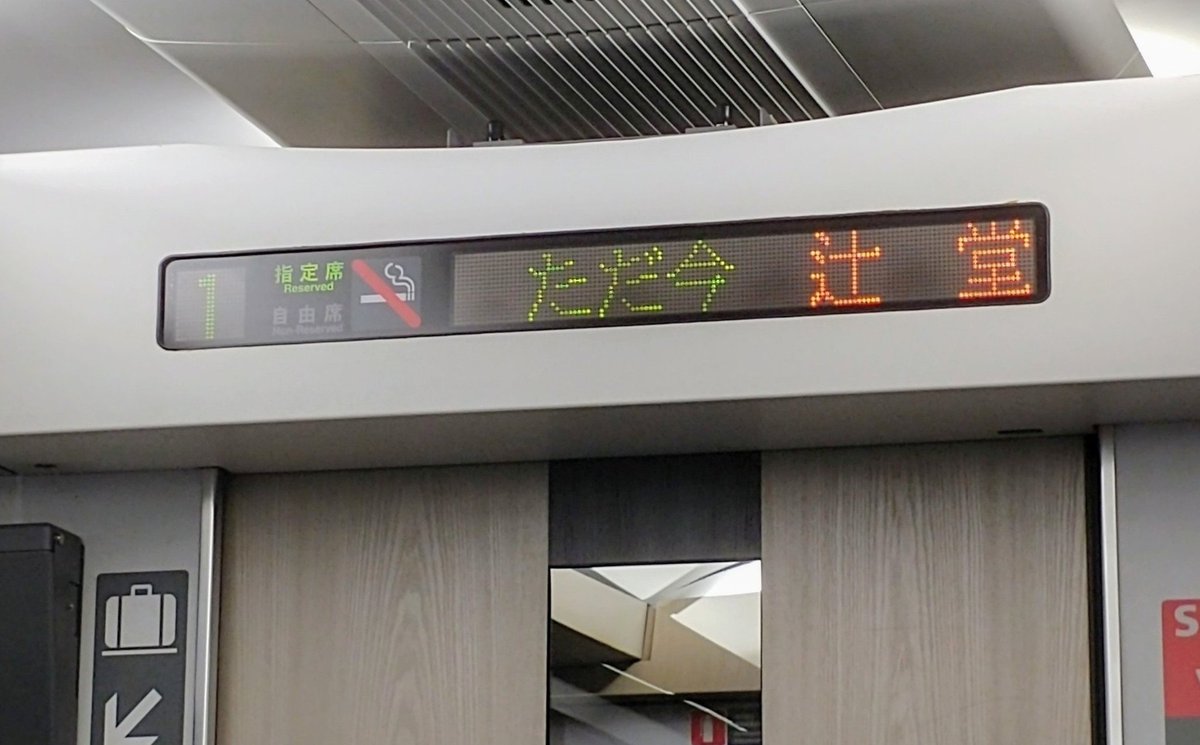 1
指定席
Reserved
自由席
Non-Reserved
ただ今 辻 堂
S